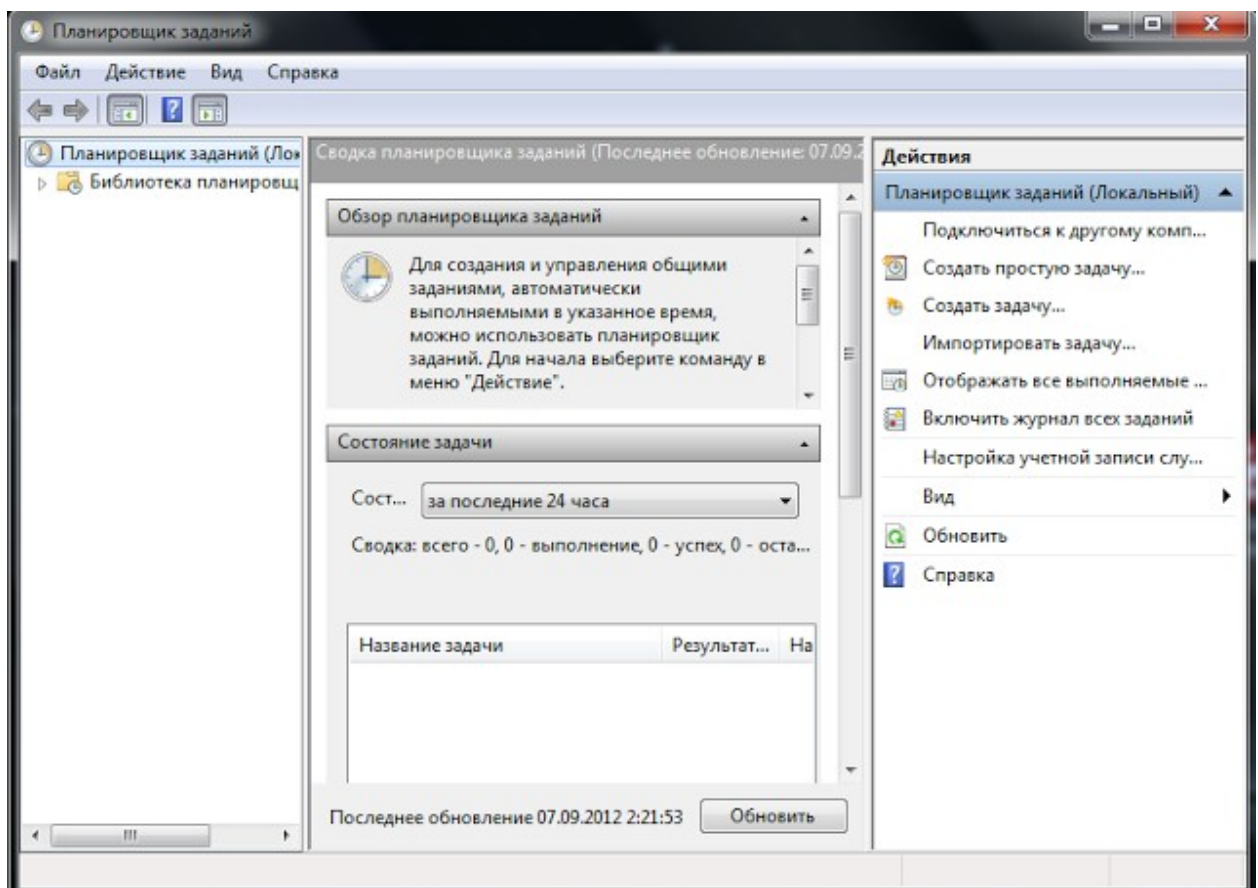 Планировщик заданий
Файл Действие Вид Справка
Планировщик заданий (Лок
Библиотека планировщ
Сводка планировщика заданий (Последнее обновление: 07.09.2
Обзор планировщика заданий
Для создания и управления общими
заданиями, автоматически
выполняемыми в указанное время,
можно использовать планировщик
заданий. Для начала выберите команду в
меню "Действие".
Состояние задачи
Сост... за последние 24 часа
Сводка: всего - 0, 0 - выполнение, 0 - успех, 0 - оста...
Название задачи Результат... На
Последнее обновление 07.09.2012 2:21:53 Обновить
Действия
Планировщик заданий (Локальный)
Подключиться к другому комп...
Создать простую задачу...
Создать задачу...
Импортировать задачу...
Отображать все выполняемые ...
Включить журнал всех заданий
Настройка учетной записи слу...
Вид
Обновить
Справка